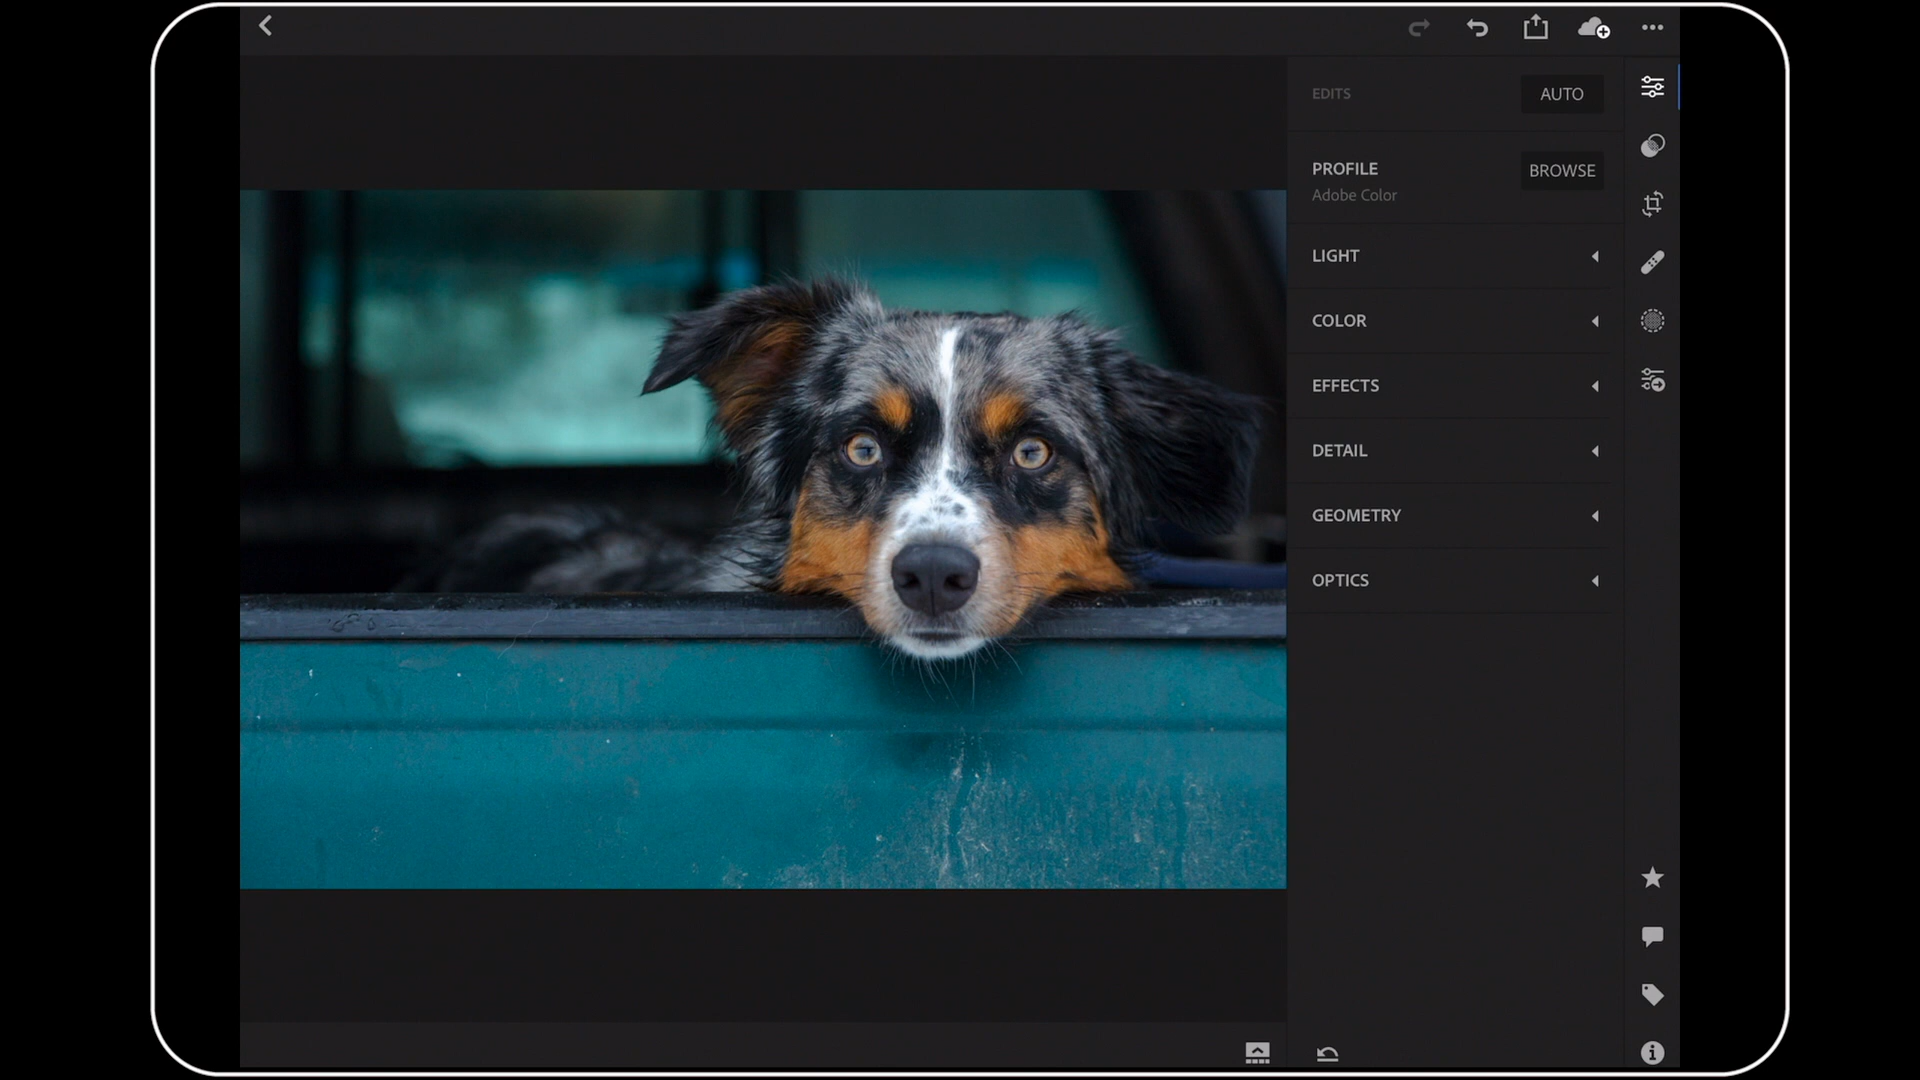 EDITS
AUTO
PROFILE
BROWSE
Adobe Color
LIGHT
COLOR
EFFECTS
DETAIL
GEOMETRY
OPTICS